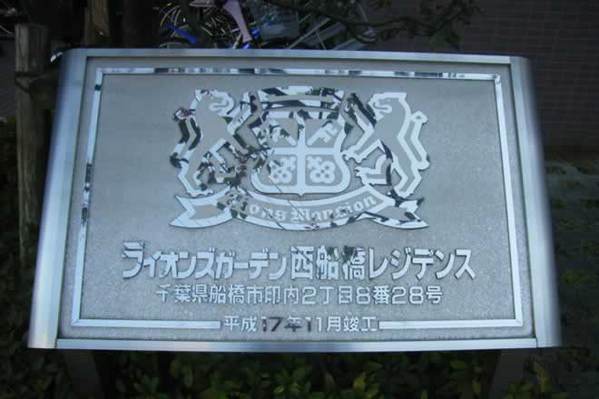 Lions Mansion
ライオンズガーデン西船橋レジデンス
千葉県船橋市印内2丁目8番28号
平成17年11月竣工